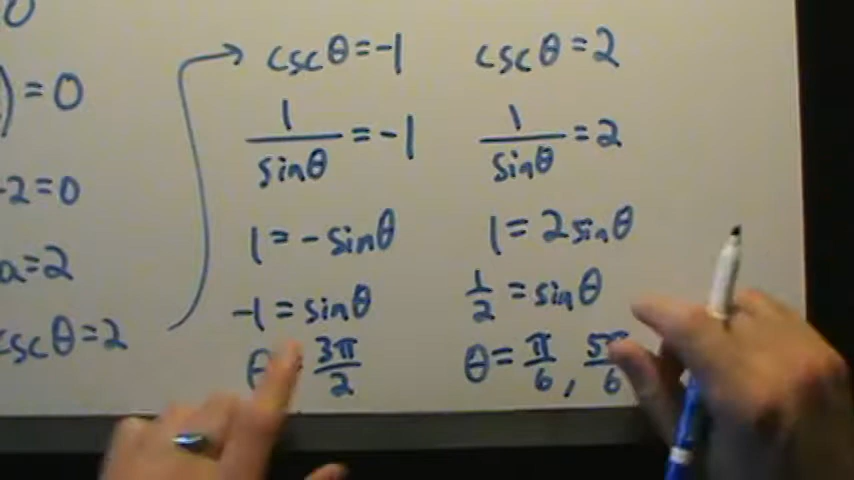 0
) = 0
-2 = 0
a = 2
csc θ = 2
csc θ = -1
1/sin θ = -1
1 = - sin θ
-1 = sin θ
θ = 3π/2
csc θ = 2
1/sin θ = 2
1 = 2 sin θ
1/2 = sin θ
θ = π/6, 5π/6